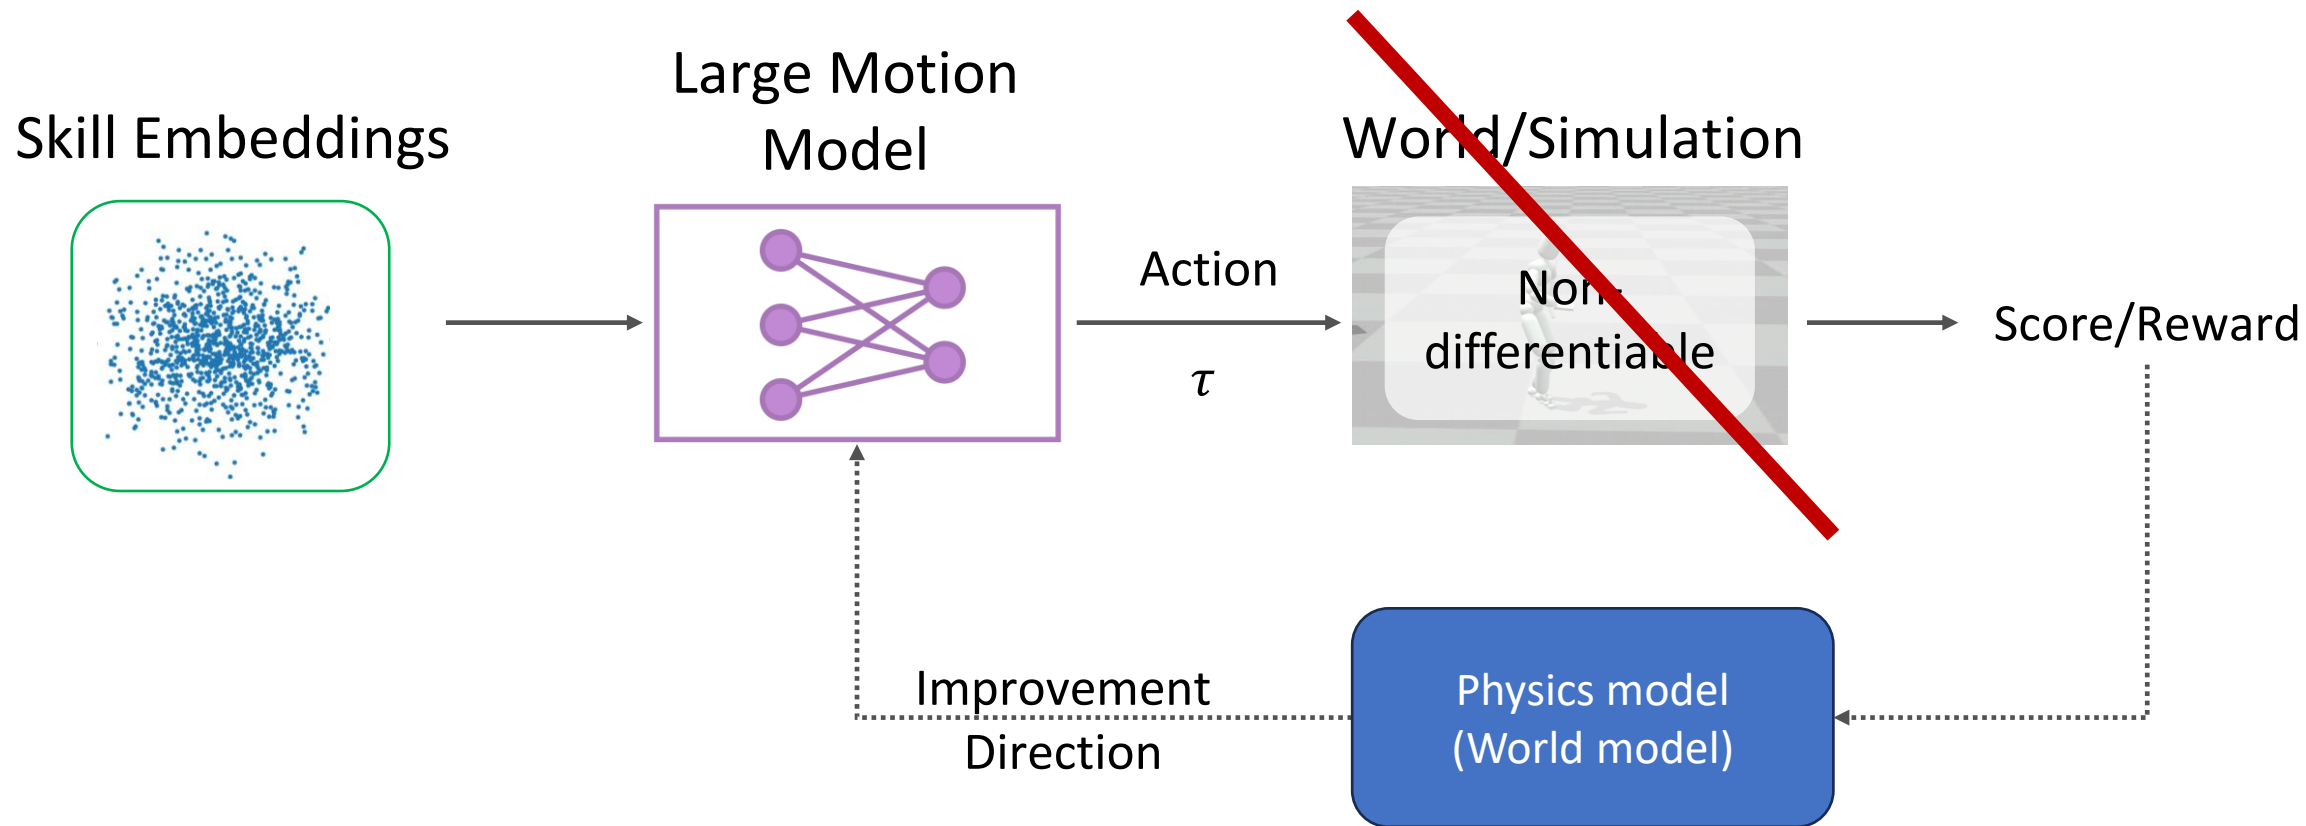 Skill Embeddings
Large Motion
Model
Action
τ
World/Simulation
Non-
differentiable
Score/Reward
Improvement
Direction
Physics model
(World model)